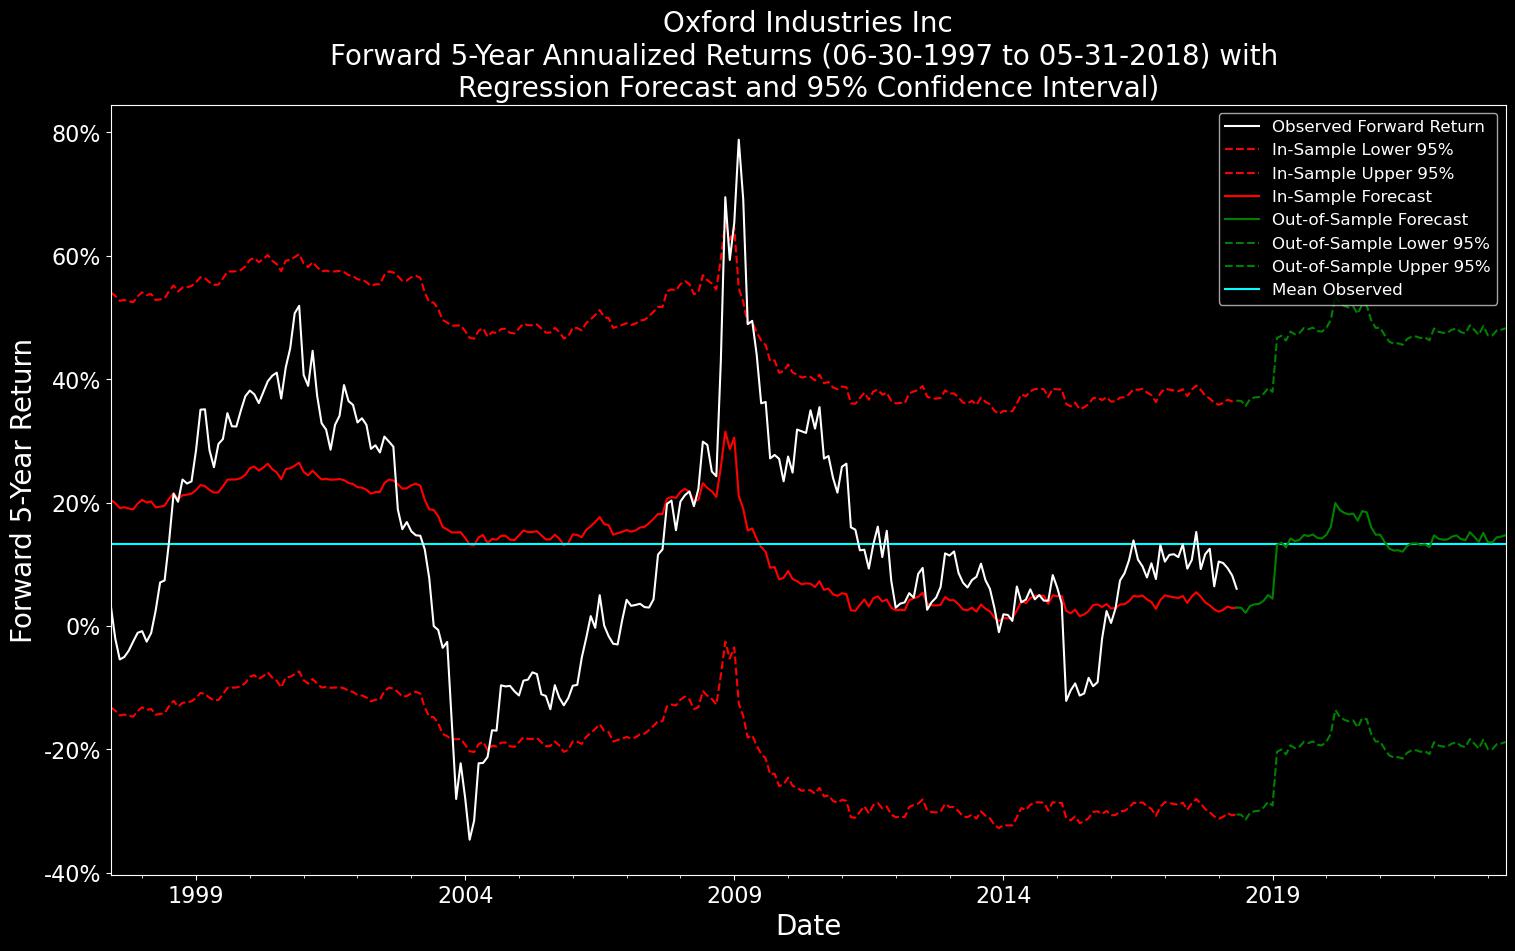 Oxford Industries Inc
Forward 5-Year Annualized Returns (06-30-1997 to 05-31-2018) with
Regression Forecast and 95% Confidence Interval)
Observed Forward Return
In-Sample Lower 95%
In-Sample Upper 95%
In-Sample Forecast
Out-of-Sample Forecast
Out-of-Sample Lower 95%
Out-of-Sample Upper 95%
Mean Observed
Forward 5-Year Return
80%
60%
40%
20%
0%
-20%
-40%
1999
2004
2009
2014
2019
Date